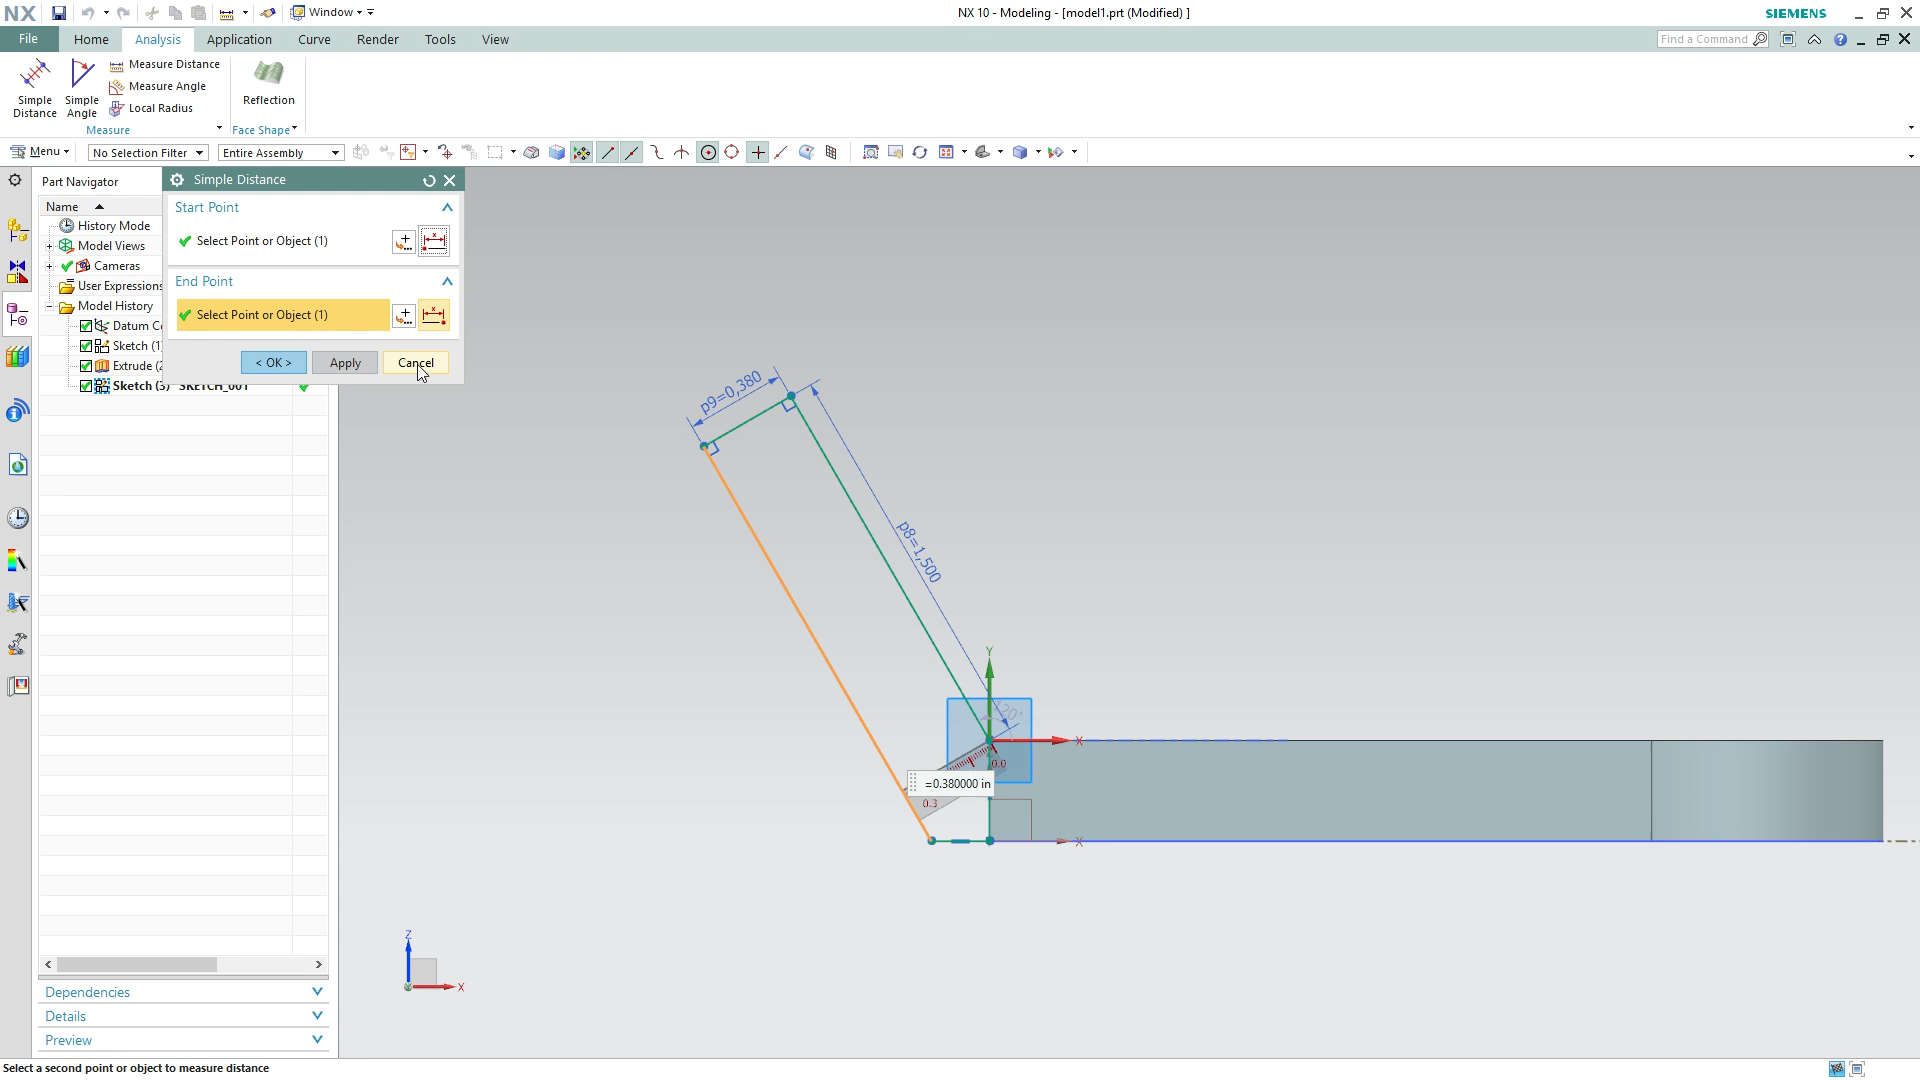 NX
Window
NX 10 - Modeling - [model1.prt (Modified) ]
SIEMENS
File
Home
Analysis
Application
Curve
Render
Tools
View
Find a Command
Simple Distance
Simple Angle
Measure Distance
Measure Angle
Local Radius
Reflection
Measure
Face Shape
Menu
No Selection Filter
Entire Assembly
Part Navigator
Name
History Mode
Model Views
Cameras
User Expressions
Model History
Datum C
Sketch (1)
Extrude (2
Sketch (3) "SKETCH_001"
Simple Distance
Start Point
Select Point or Object (1)
End Point
Select Point or Object (1)
< OK >
Apply
Cancel
p9=0,380
p8=1,500
Y
120°
X
0.0
=0.380000 in
0.3
X
Z
Y
X
Dependencies
Details
Preview
Select a second point or object to measure distance